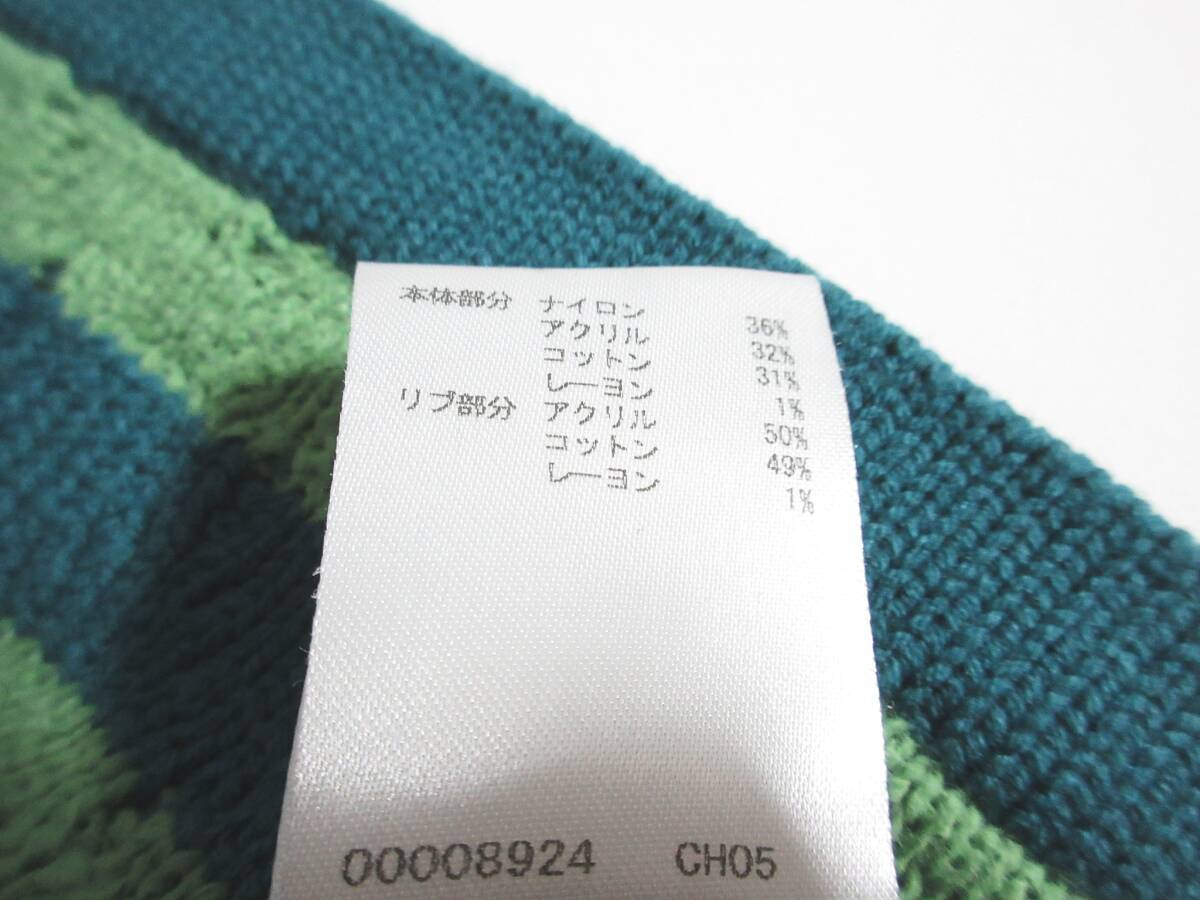 本体部分 ナイロン 36%
アクリル 32%
コットン 31%
レーヨン 1%
リブ部分 アクリル 50%
コットン 49%
レーヨン 1%
00008924 CH05